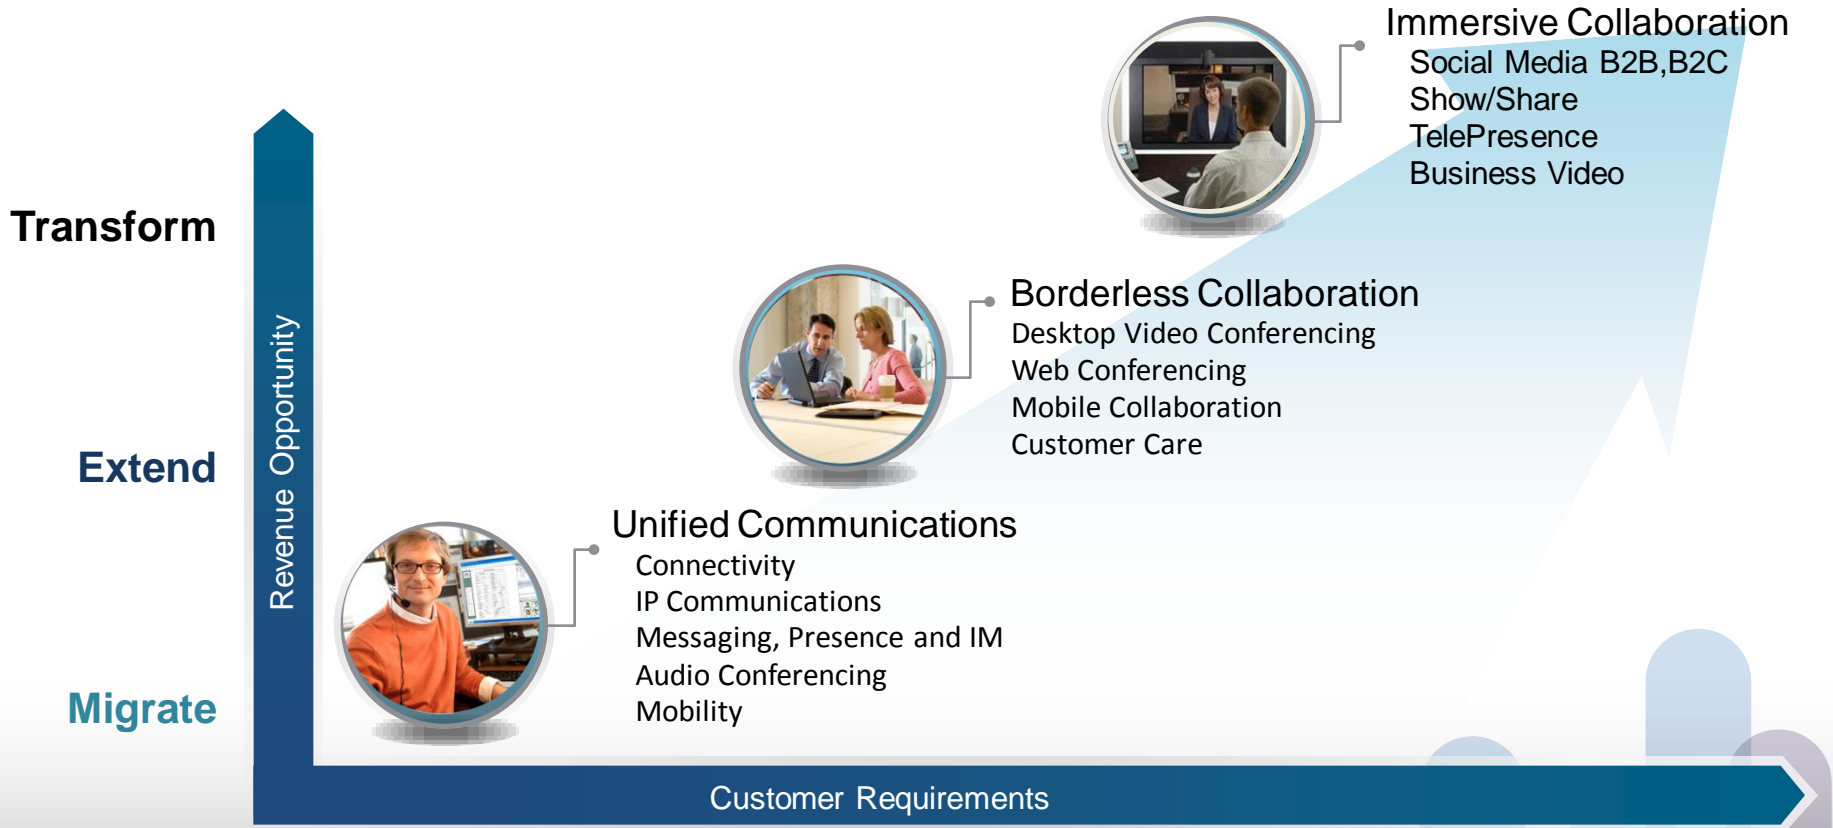 Immersive Collaboration
Social Media B2B,B2C
Show/Share
TelePresence
Business Video
Transform
Borderless Collaboration
Desktop Video Conferencing
Web Conferencing
Mobile Collaboration
Customer Care
Extend
Revenue Opportunity
Unified Communications
Connectivity
IP Communications
Messaging, Presence and IM
Audio Conferencing
Mobility
Migrate
Customer Requirements